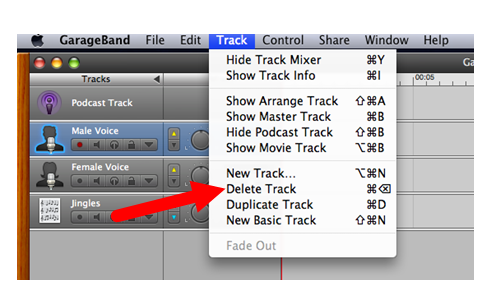 GarageBand File Edit Track Control Share Window Help
Tracks
Podcast Track
Male Voice
Female Voice
Jingles
Hide Track Mixer ⌘Y
Show Track Info ⌘I
Show Arrange Track ⇧⌘A
Show Master Track ⌘B
Hide Podcast Track ⇧⌘B
Show Movie Track ⌥⌘B
New Track... ⌥⌘N
Delete Track ⌘⌫
Duplicate Track ⌘D
New Basic Track ⇧⌘N
Fade Out
Ga
00:05